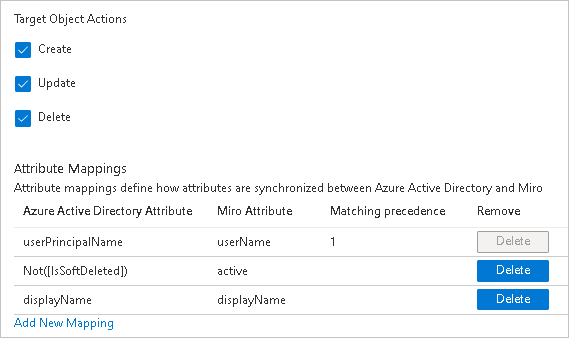 Target Object Actions
Create
Update
Delete
Attribute Mappings
Attribute mappings define how attributes are synchronized between Azure Active Directory and Miro
Azure Active Directory Attribute Miro Attribute Matching precedence Remove
userPrincipalName userName 1 Delete
Not([IsSoftDeleted]) active Delete
displayName displayName Delete
Add New Mapping